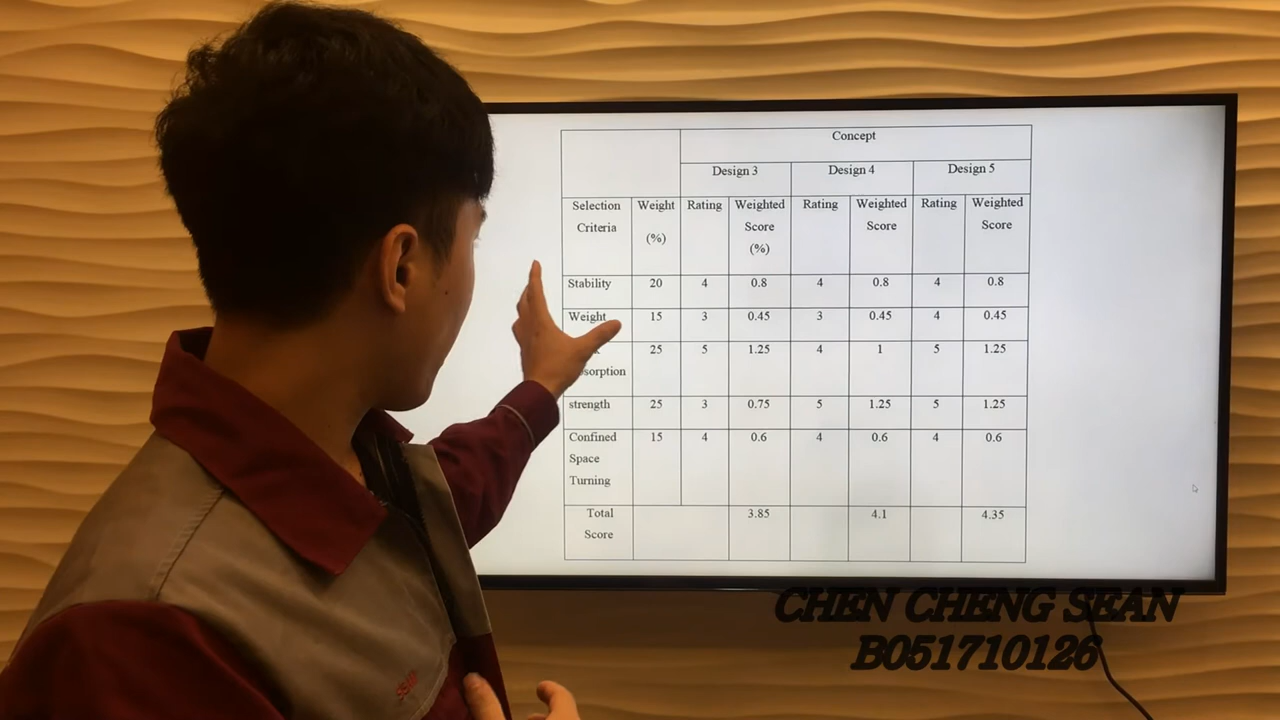 Concept
Design 3 Design 4 Design 5
Selection Criteria Weight (%) Rating Weighted Score (%) Rating Weighted Score Rating Weighted Score
Stability 20 4 0.8 4 0.8 4 0.8
Weight 15 3 0.45 3 0.45 4 0.45
25 5 1.25 4 1 5 1.25
sorption
strength 25 3 0.75 5 1.25 5 1.25
Confined Space Turning 15 4 0.6 4 0.6 4 0.6
Total Score 3.85 4.1 4.35
CHEN CHENG SEAN
B051710126